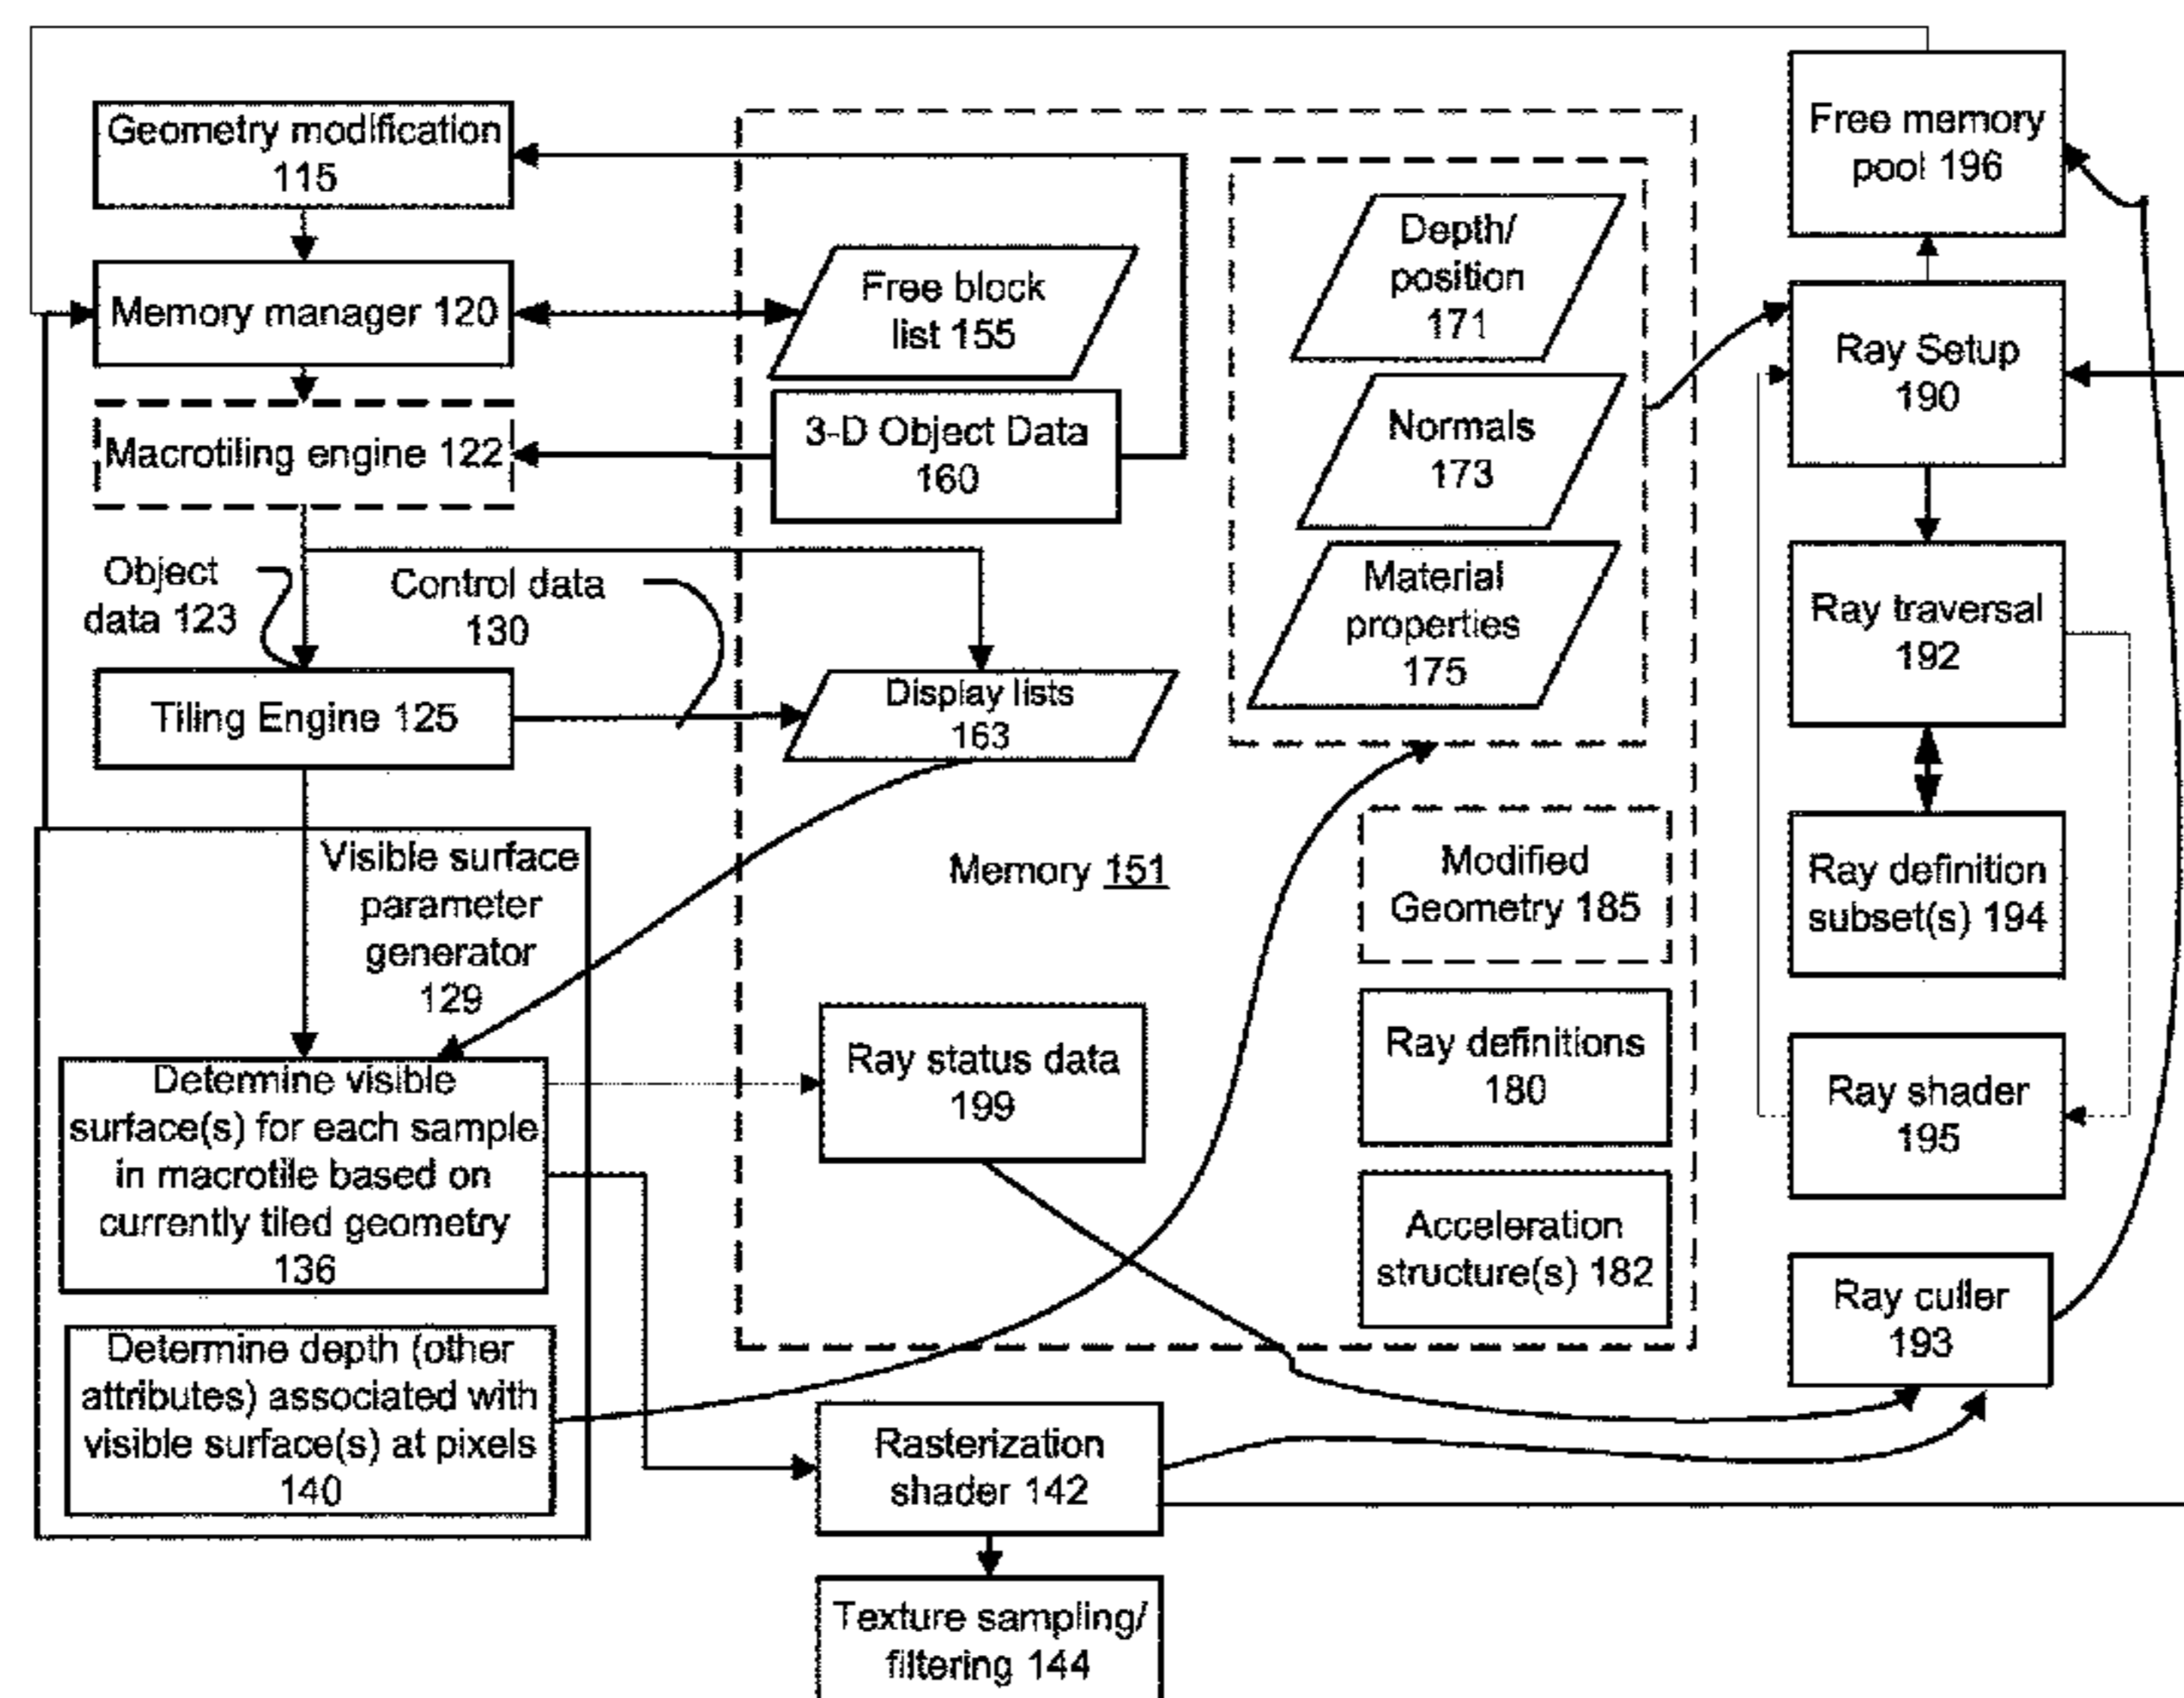 Geometry modification
115
Memory manager 120
Macrotiling engine 122
Object
data 123
Control data
130
Tiling Engine 125
Visible surface
parameter
generator
129
Determine visible
surface(s) for each sample
in macrotile based on
currently tiled geometry
136
Determine depth (other
attributes) associated with
visible surface(s) at pixels
140
Free block
list 155
3-D Object Data
160
Display lists
163
Memory 151
Ray status data
199
Rasterization
shader 142
Texture sampling/
filtering 144
Depth/
position
171
Normals
173
Material
properties
175
Modified
Geometry 185
Ray definitions
180
Acceleration
structure(s) 182
Free memory
pool 196
Ray Setup
190
Ray traversal
192
Ray definition
subset(s) 194
Ray shader
195
Ray culler
193